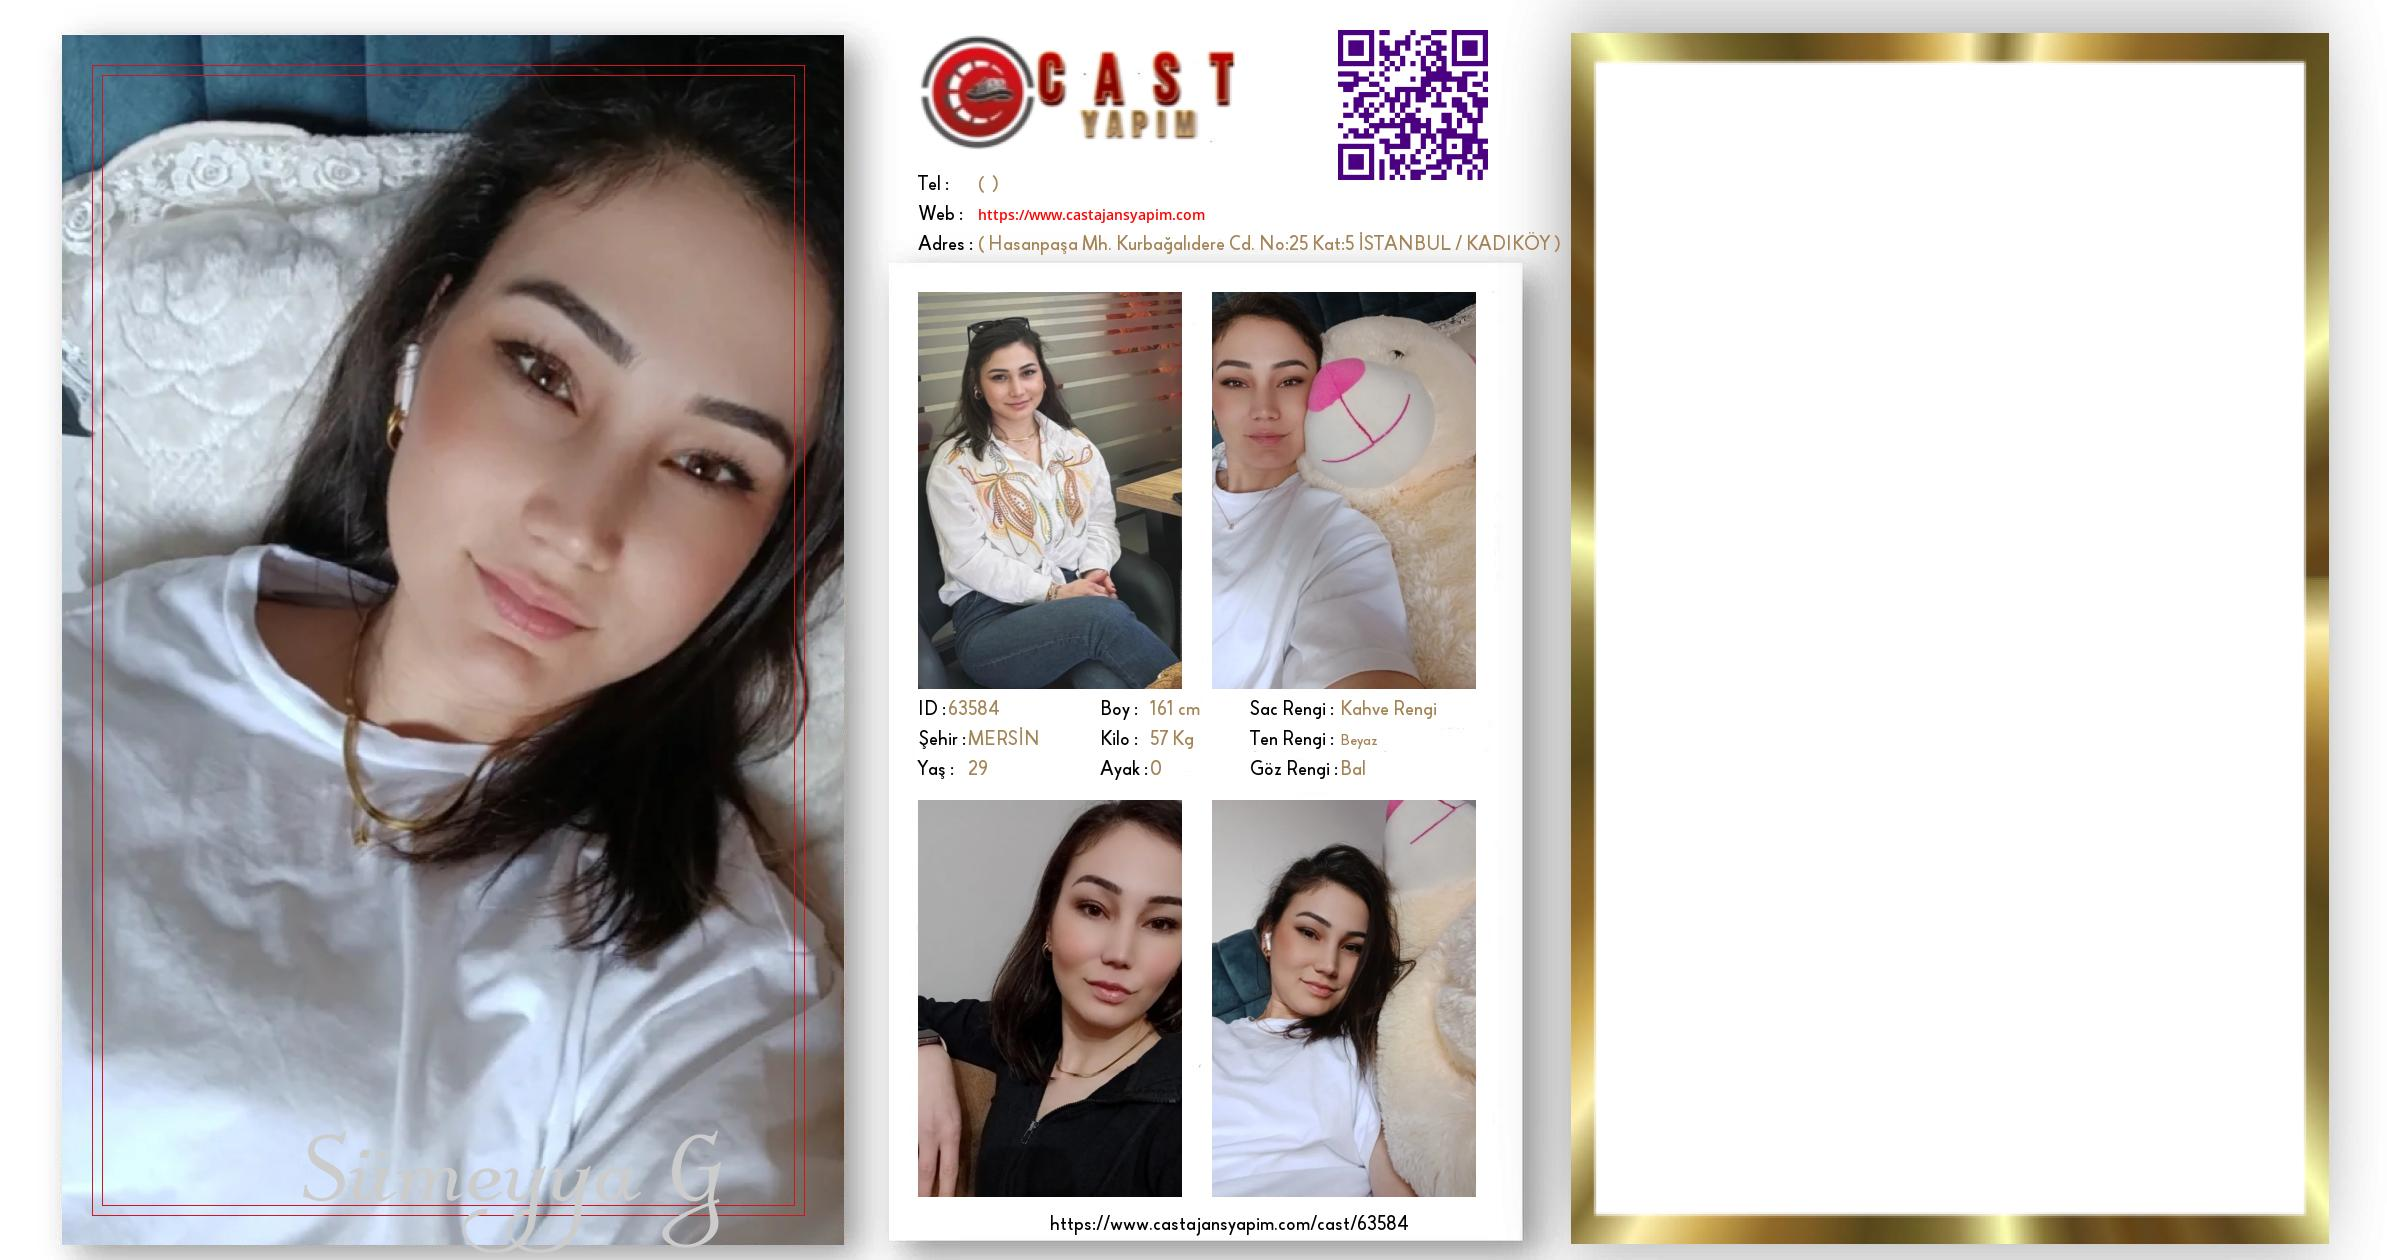 Sümeyya G
CAST
YAPIM
Tel : ( )
Web : https://www.castajansyapim.com
Adres : ( Hasanpaşa Mh. Kurbağalıdere Cd. No:25 Kat:5 İSTANBUL / KADIKÖY )
ID : 63584 Boy : 161 cm Sac Rengi : Kahve Rengi
Şehir : MERSİN Kilo : 57 Kg Ten Rengi : Beyaz
Yaş : 29 Ayak : 0 Göz Rengi : Bal
https://www.castajansyapim.com/cast/63584